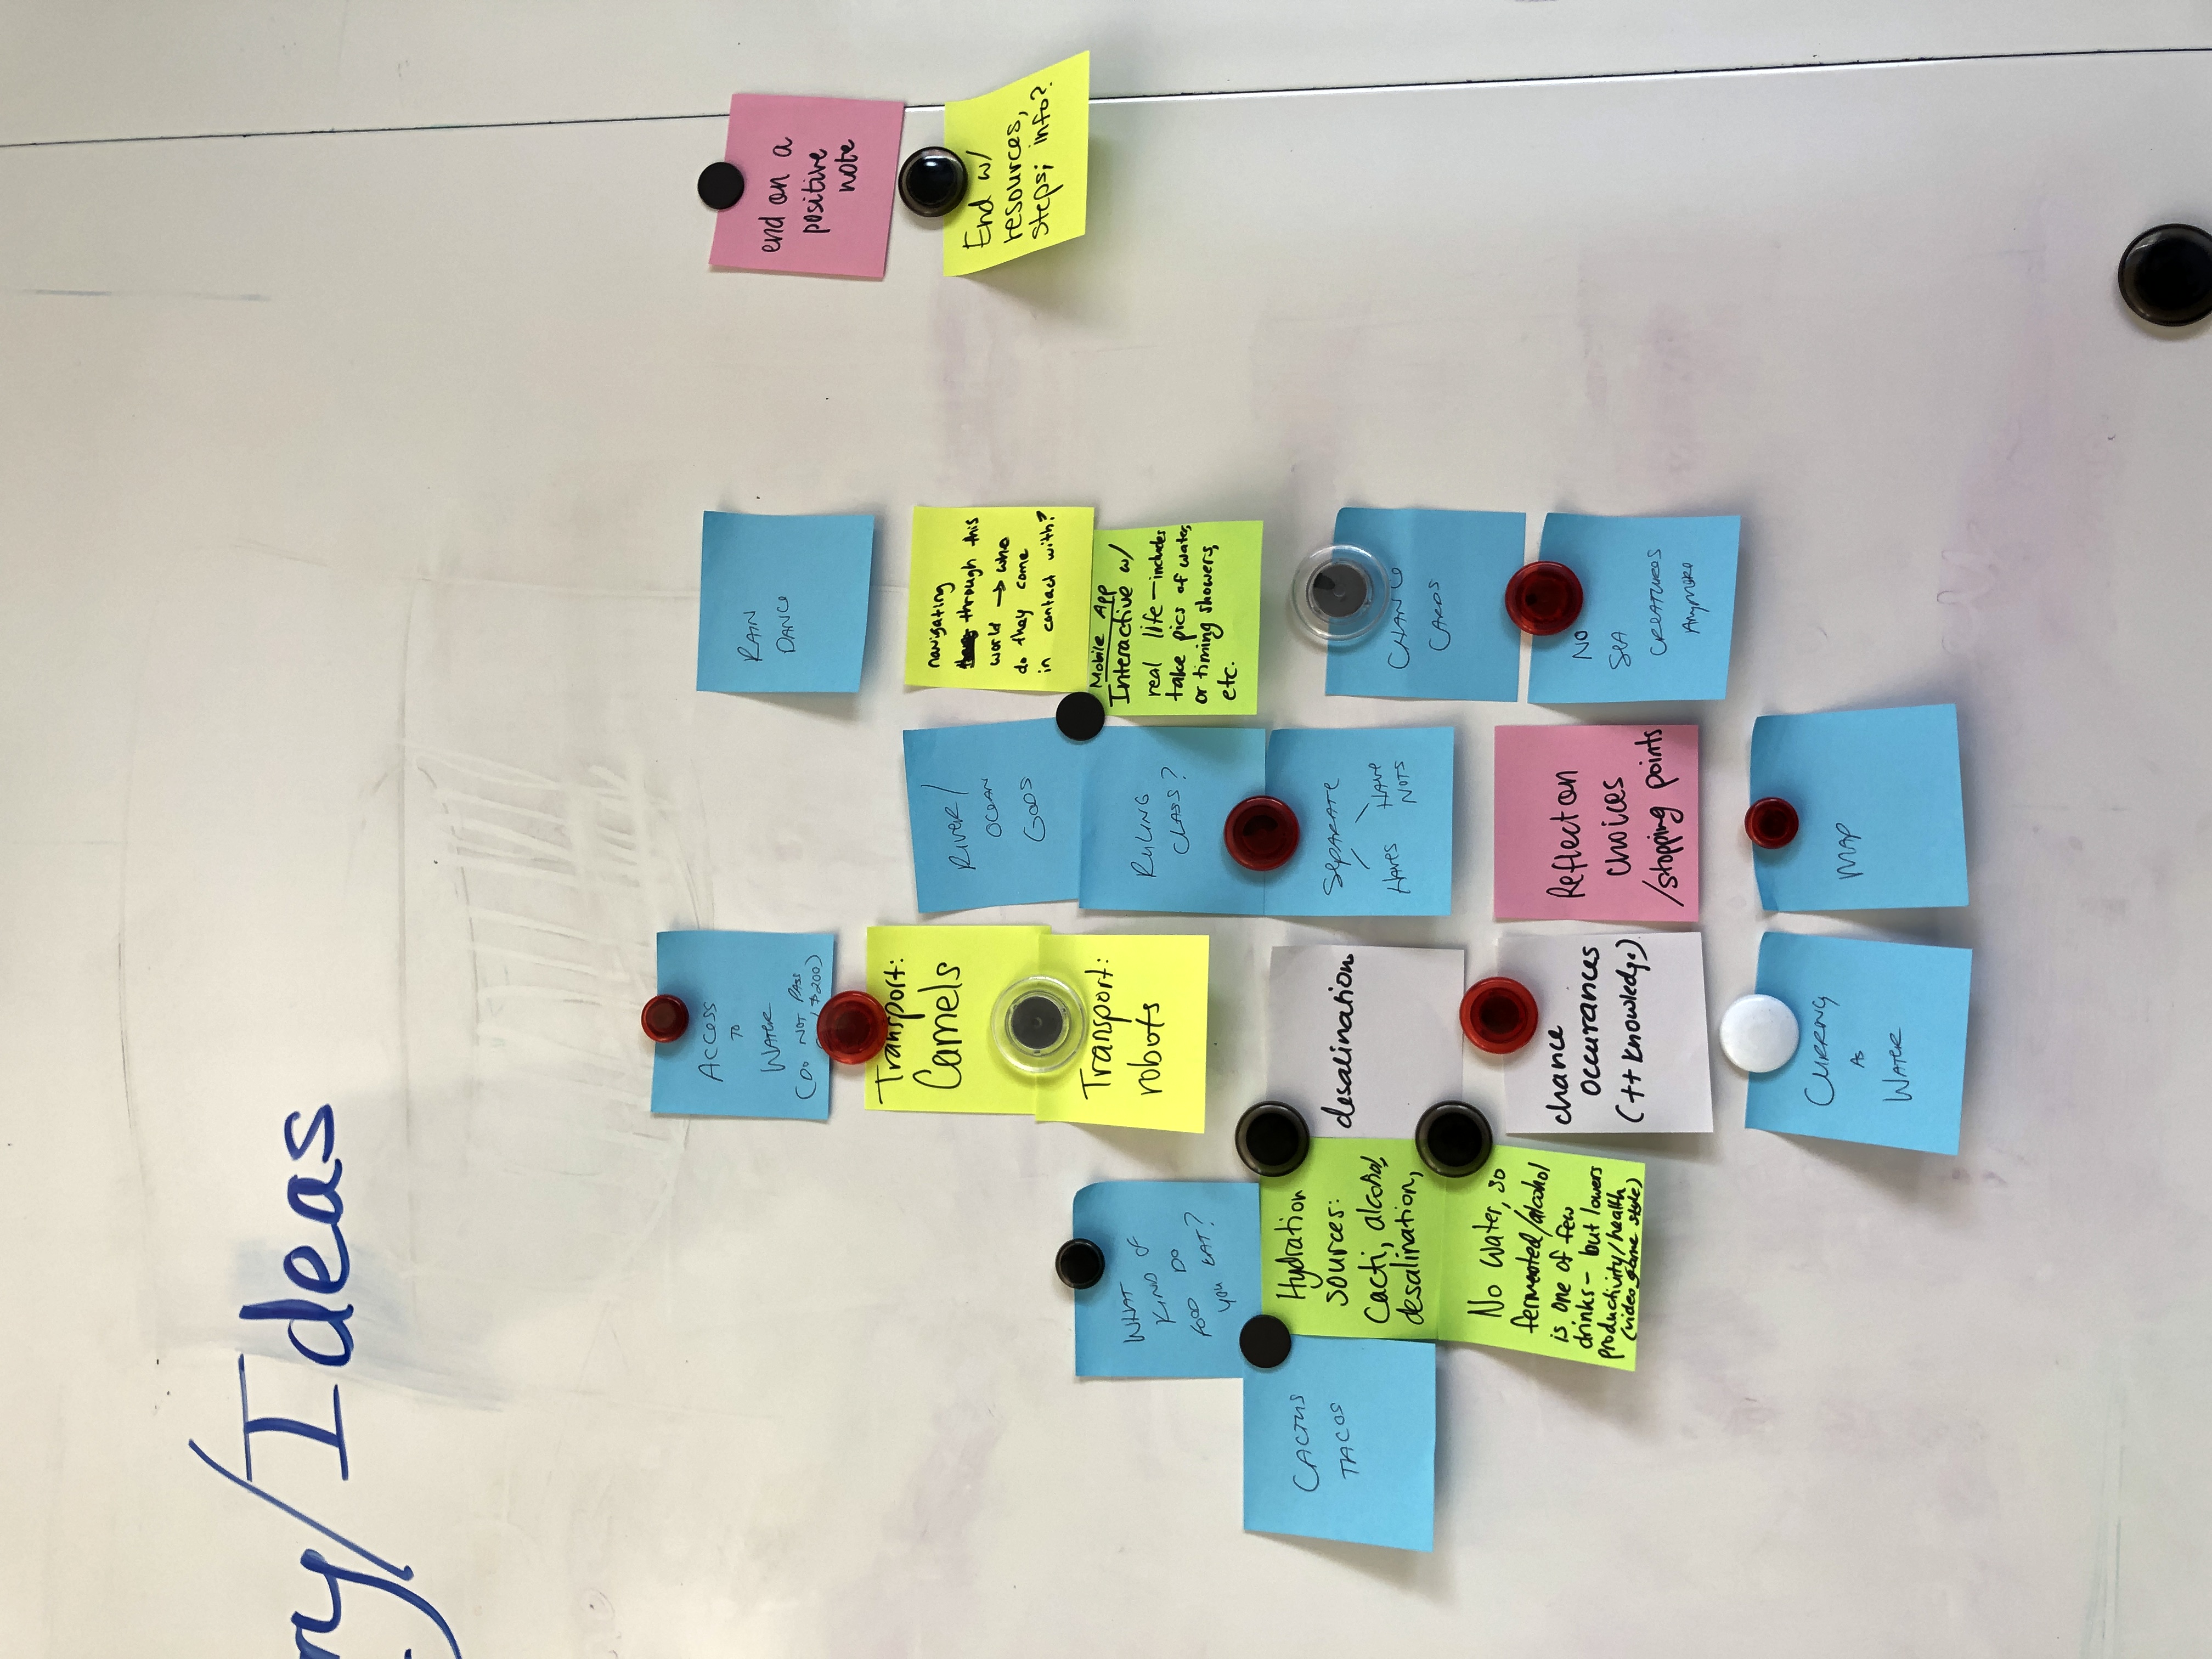 ry/Ideas
ACCESS
TO
WATER
(DO NOT PASS
$200)
RAIN
DANCE
end on a
positive
note
Transport:
Camels
RIVER/
OCEAN
GODS
navigating
through this
world → who
do they come
in contact with?
End w/
resources,
steps; info?
Transport:
robots
WHAT
KIND OF
FOOD DO
YOU EAT?
RULING
CLASS?
Mobile App
Interactive w/
real life—includes
take pics of water,
or timing showers,
etc.
CACTUS
TACOS
Hydration
sources:
Cacti, alcohol,
desalination,
desalination
SEPARATE
HAVES HAVE
NOTS
CHANCE
CARDS
No water, so
fermented/alcohol
is one of few
drinks— but lowers
productivity/health
(video game style)
chance
occurances
(++ knowledge)
Reflect on
choices
/stopping points
NO
SEA
CREATURES
ANYMORE
CURRENCY
AS
WATER
MAP